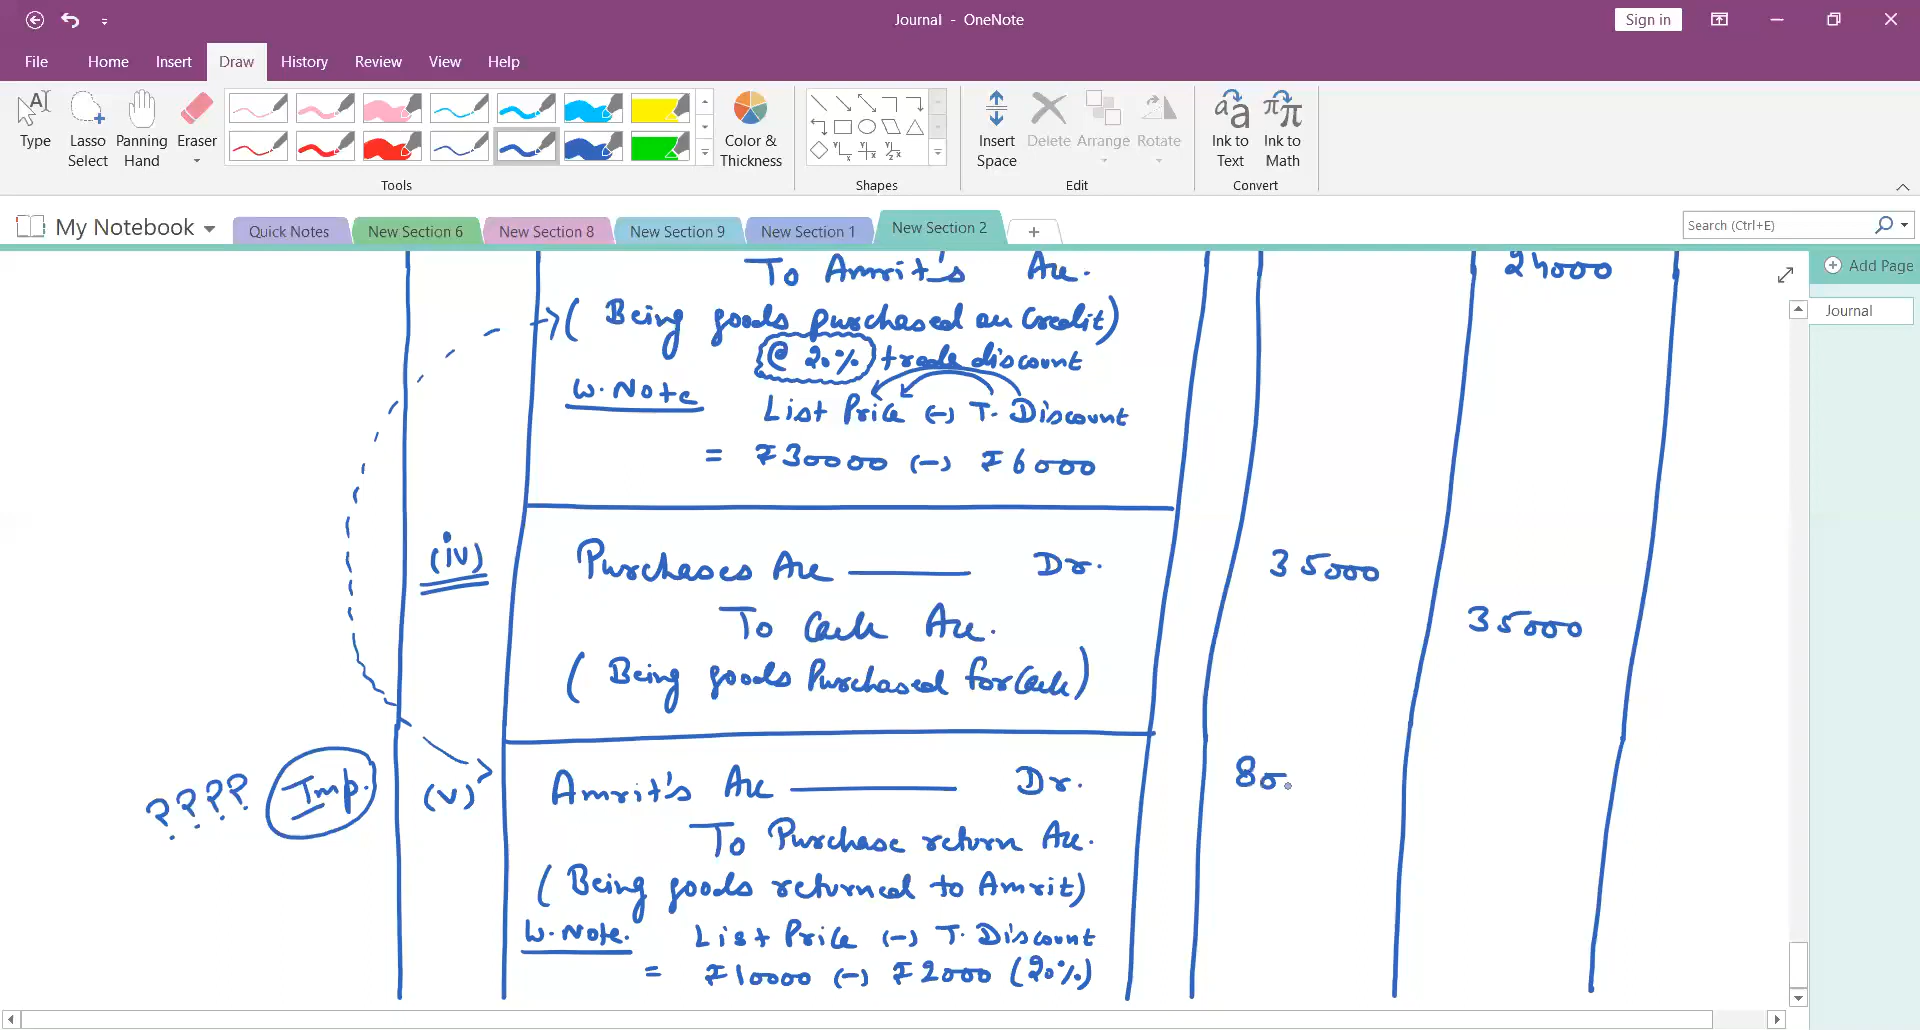 Journal - OneNote
Sign in
File Home Insert Draw History Review View Help
Type
Lasso Select
Panning Hand
Eraser
Color & Thickness
Insert Space
Delete
Arrange
Rotate
Ink to Text
Ink to Math
Tools
Shapes
Edit
Convert
My Notebook
Quick Notes
New Section 6
New Section 8
New Section 9
New Section 1
New Section 2
Search (Ctrl+E)
Add Page
Journal
To Amrit's A/c. 24000
( Being goods purchased on credit)
@ 20% trade discount
W. Note
List Price (-) T. Discount
= ₹30000 (-) ₹6000
(iv) Purchases A/c Dr. 35000
To Cash A/c. 35000
( Being goods Purchased for Cash)
???? Imp. (v) Amrit's A/c Dr. 80
To Purchase return A/c.
( Being goods returned to Amrit)
W. Note. List Price (-) T. Discount
= ₹10000 (-) ₹2000 (20%)